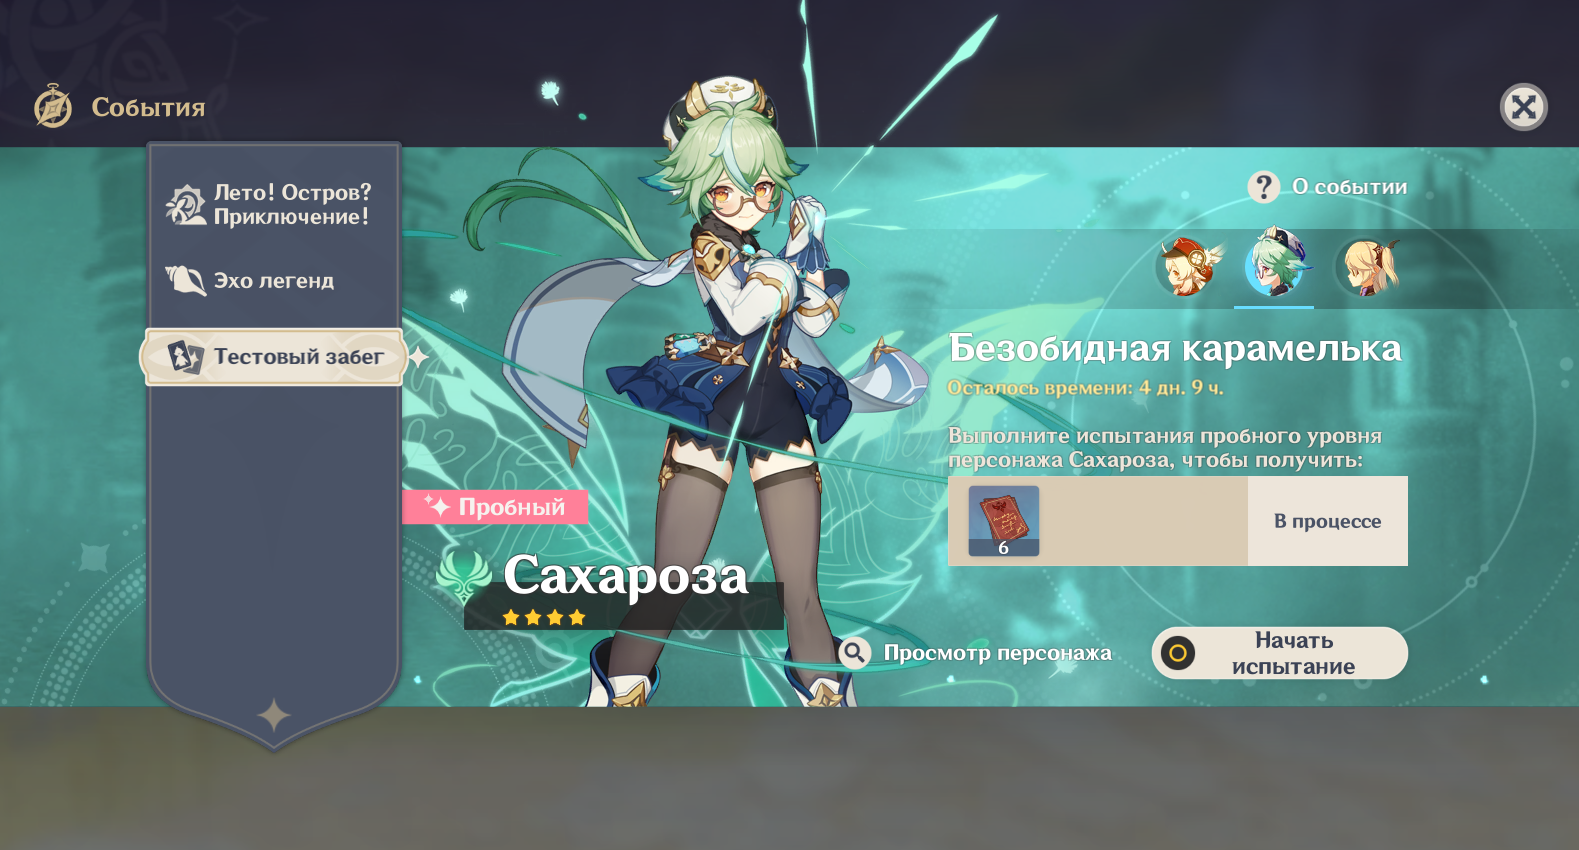 События
Лето! Остров?
Приключение!
Эхо легенд
Тестовый забег
Пробный
Сахароза
О событии
Безобидная карамелька
Осталось времени: 4 дн. 9 ч.
Выполните испытания пробного уровня
персонажа Сахароза, чтобы получить:
6
В процессе
Просмотр персонажа
Начать
испытание